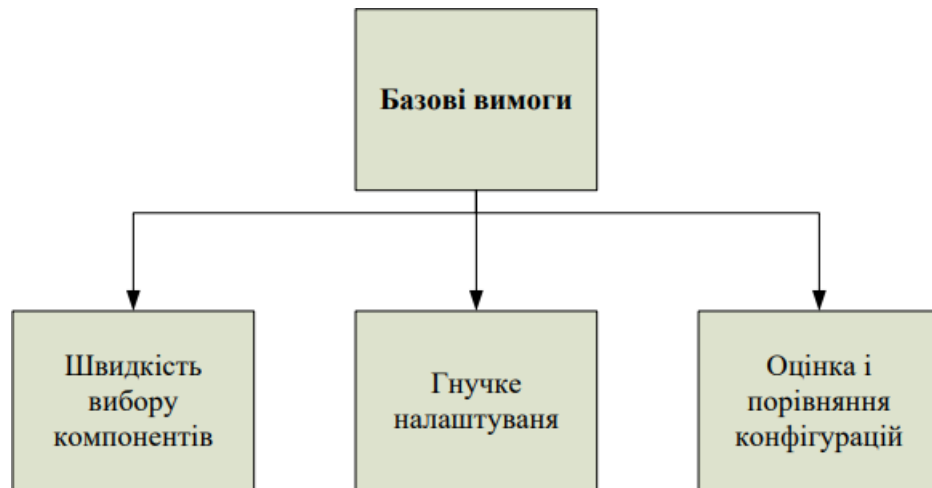 Базові вимоги
Швидкість
вибору
компонентів
Гнучке
налаштуваня
Оцінка і
порівняння
конфігурацій